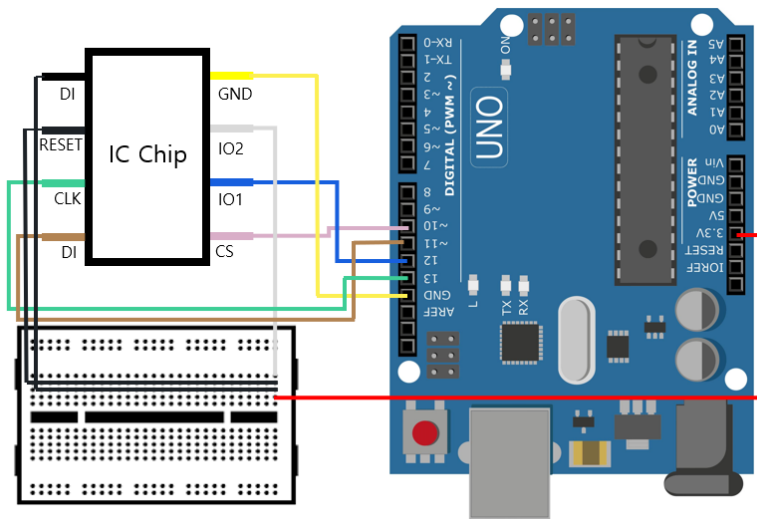 DI
GND
RESET
IO2
IC Chip
CLK
IO1
DI
CS
RX-0
TX-1
2
~3
4
~5
~6
7
8
~9
~10
~11
12
13
GND
AREF
DIGITAL (PWM ~)
ON
UNO
L
TX
RX
ANALOG IN
A5
A4
A3
A2
A1
A0
POWER
Vin
GND
GND
5V
3.3V
RESET
IOREF